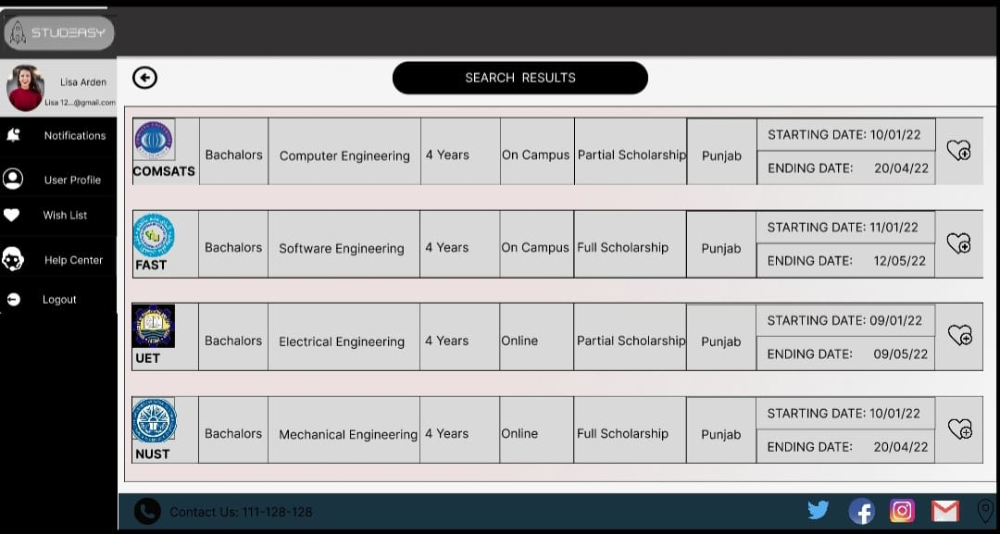 STUDEASY
Lisa Arden
Lisa 12...@gmail.com
Notifications
User Profile
Wish List
Help Center
Logout
SEARCH RESULTS
COMSATS
Bachalors
Computer Engineering
4 Years
On Campus
Partial Scholarship
Punjab
STARTING DATE: 10/01/22
ENDING DATE: 20/04/22
FAST
Bachalors
Software Engineering
4 Years
On Campus
Full Scholarship
Punjab
STARTING DATE: 11/01/22
ENDING DATE: 12/05/22
UET
Bachalors
Electrical Engineering
4 Years
Online
Partial Scholarship
Punjab
STARTING DATE: 09/01/22
ENDING DATE: 09/05/22
NUST
Bachalors
Mechanical Engineering
4 Years
Online
Full Scholarship
Punjab
STARTING DATE: 10/01/22
ENDING DATE: 20/04/22
Contact Us: 111-128-128